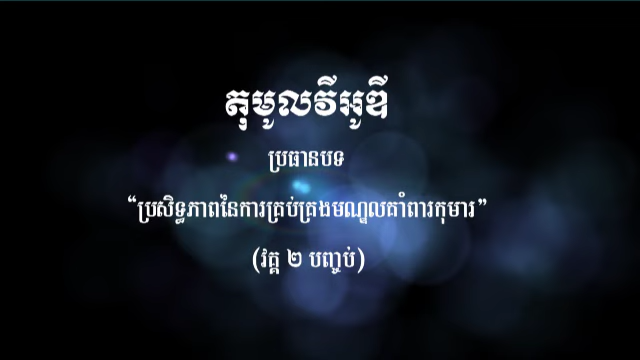 តុមូលវីអូឌី
ប្រធានបទ
“ប្រសិទ្ធភាពនៃការគ្រប់គ្រងមណ្ឌលគាំពារកុមារ”
(វគ្គ ២ បញ្ចប់)